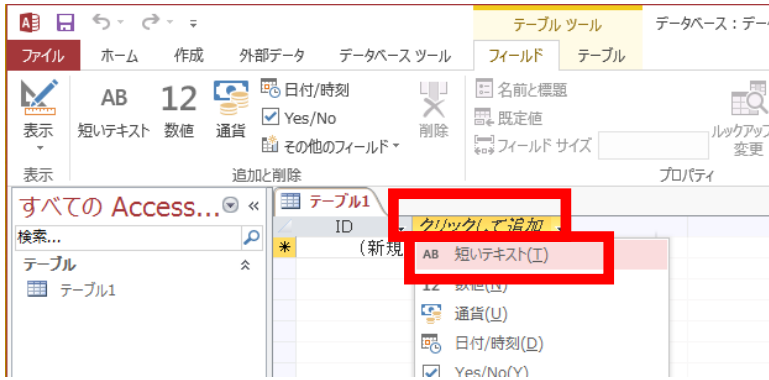 テーブル ツール データベース : デー
ファイル ホーム 作成 外部データ データベース ツール フィールド テーブル
AB 12 日付/時刻 名前と標題
Yes/No 既定値
表示 短いテキスト 数値 通貨 その他のフィールド 削除 フィールド サイズ ルックアップ
変更
表示 追加と削除 プロパティ
すべての Access... « テーブル1
検索... ID クリックして追加
* (新規
テーブル AB 短いテキスト(T)
テーブル1 12 数値(N)
通貨(U)
日付/時刻(D)
Yes/No(Y)